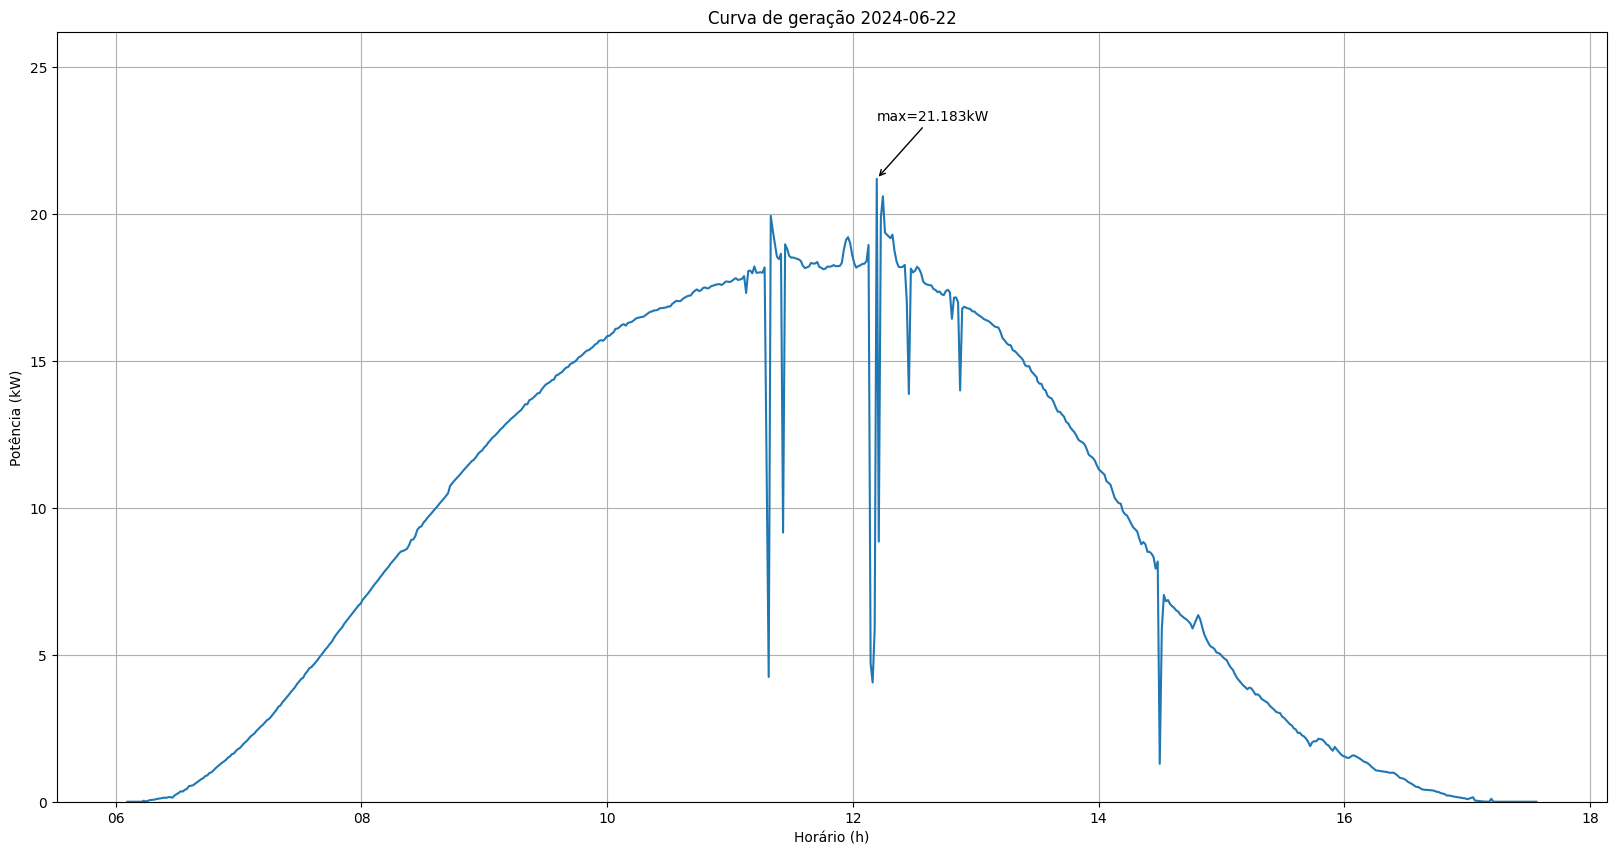 Curva de geração 2024-06-22
max=21.183kW
Potência (kW)
25
20
15
10
5
0
06 08 10 12 14 16 18
Horário (h)